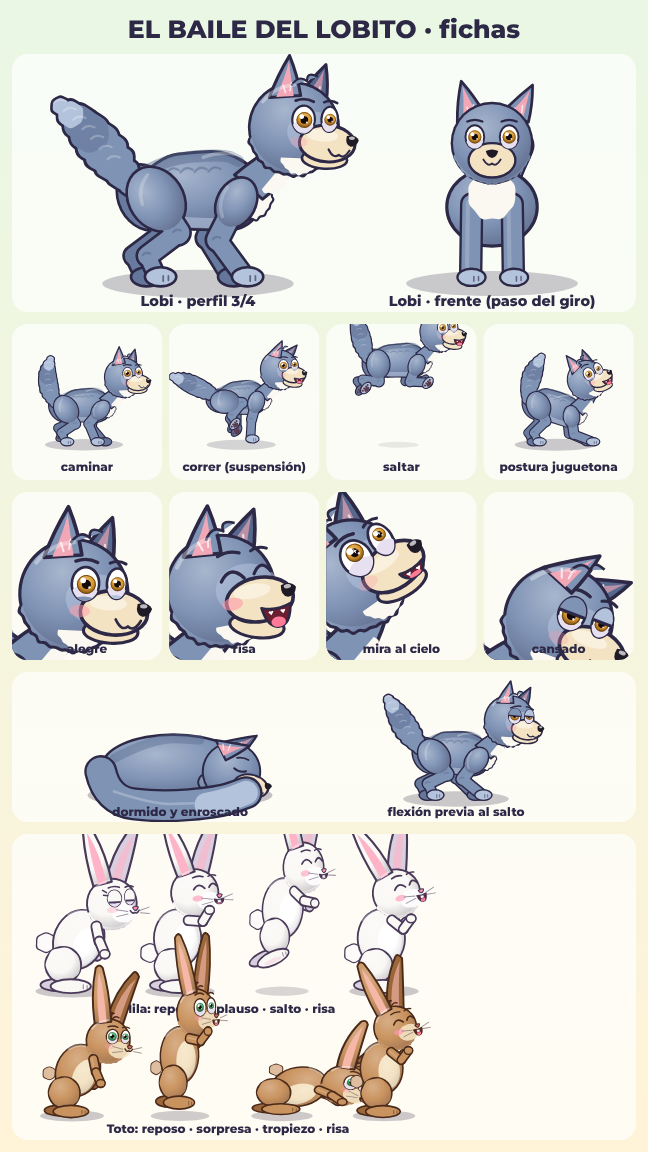 EL BAILE DEL LOBITO · fichas
Lobi · perfil 3/4
Lobi · frente (paso del giro)
caminar
correr (suspensión)
saltar
postura juguetona
alegre
risa
mira al cielo
cansado
dormido y enroscado
flexión previa al salto
salto · risa
Toto: reposo · sorpresa · tropiezo · risa